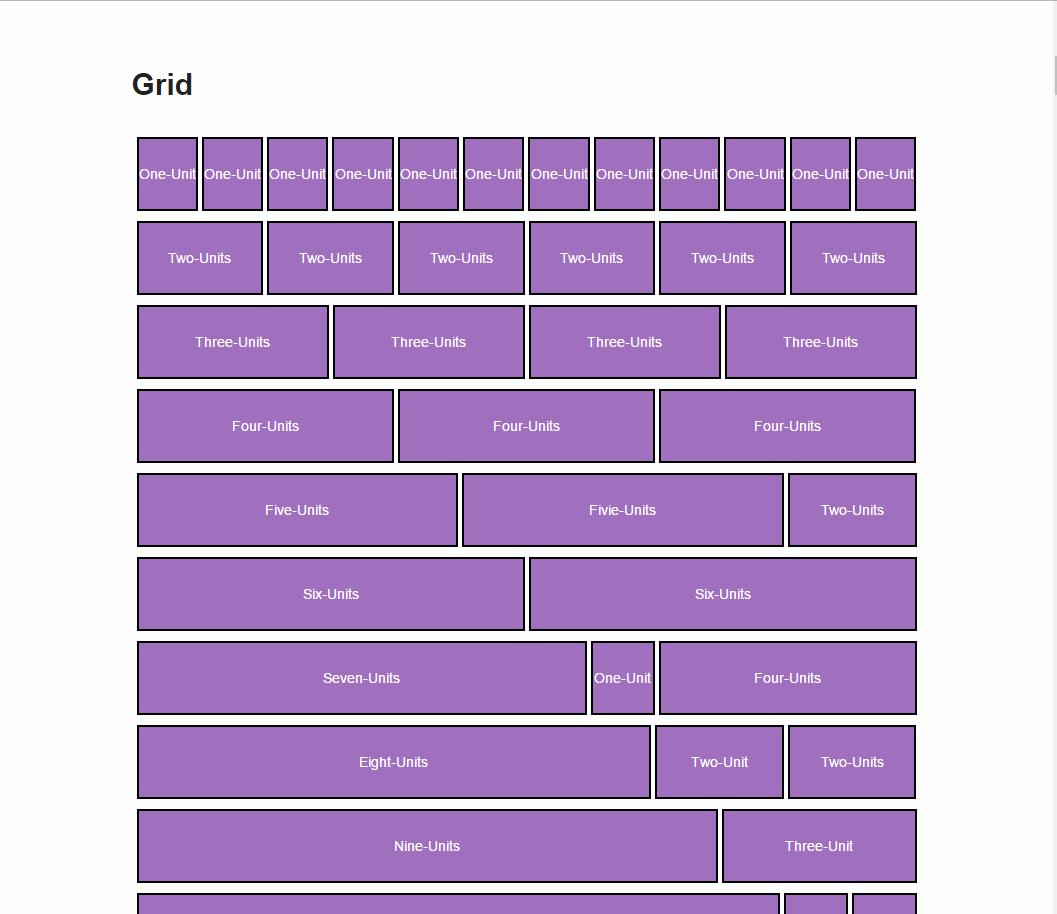 Grid
One-Unit One-Unit One-Unit One-Unit One-Unit One-Unit One-Unit One-Unit One-Unit One-Unit One-Unit One-Unit
Two-Units Two-Units Two-Units Two-Units Two-Units Two-Units
Three-Units Three-Units Three-Units Three-Units
Four-Units Four-Units Four-Units
Five-Units Fivie-Units Two-Units
Six-Units Six-Units
Seven-Units One-Unit Four-Units
Eight-Units Two-Unit Two-Units
Nine-Units Three-Unit